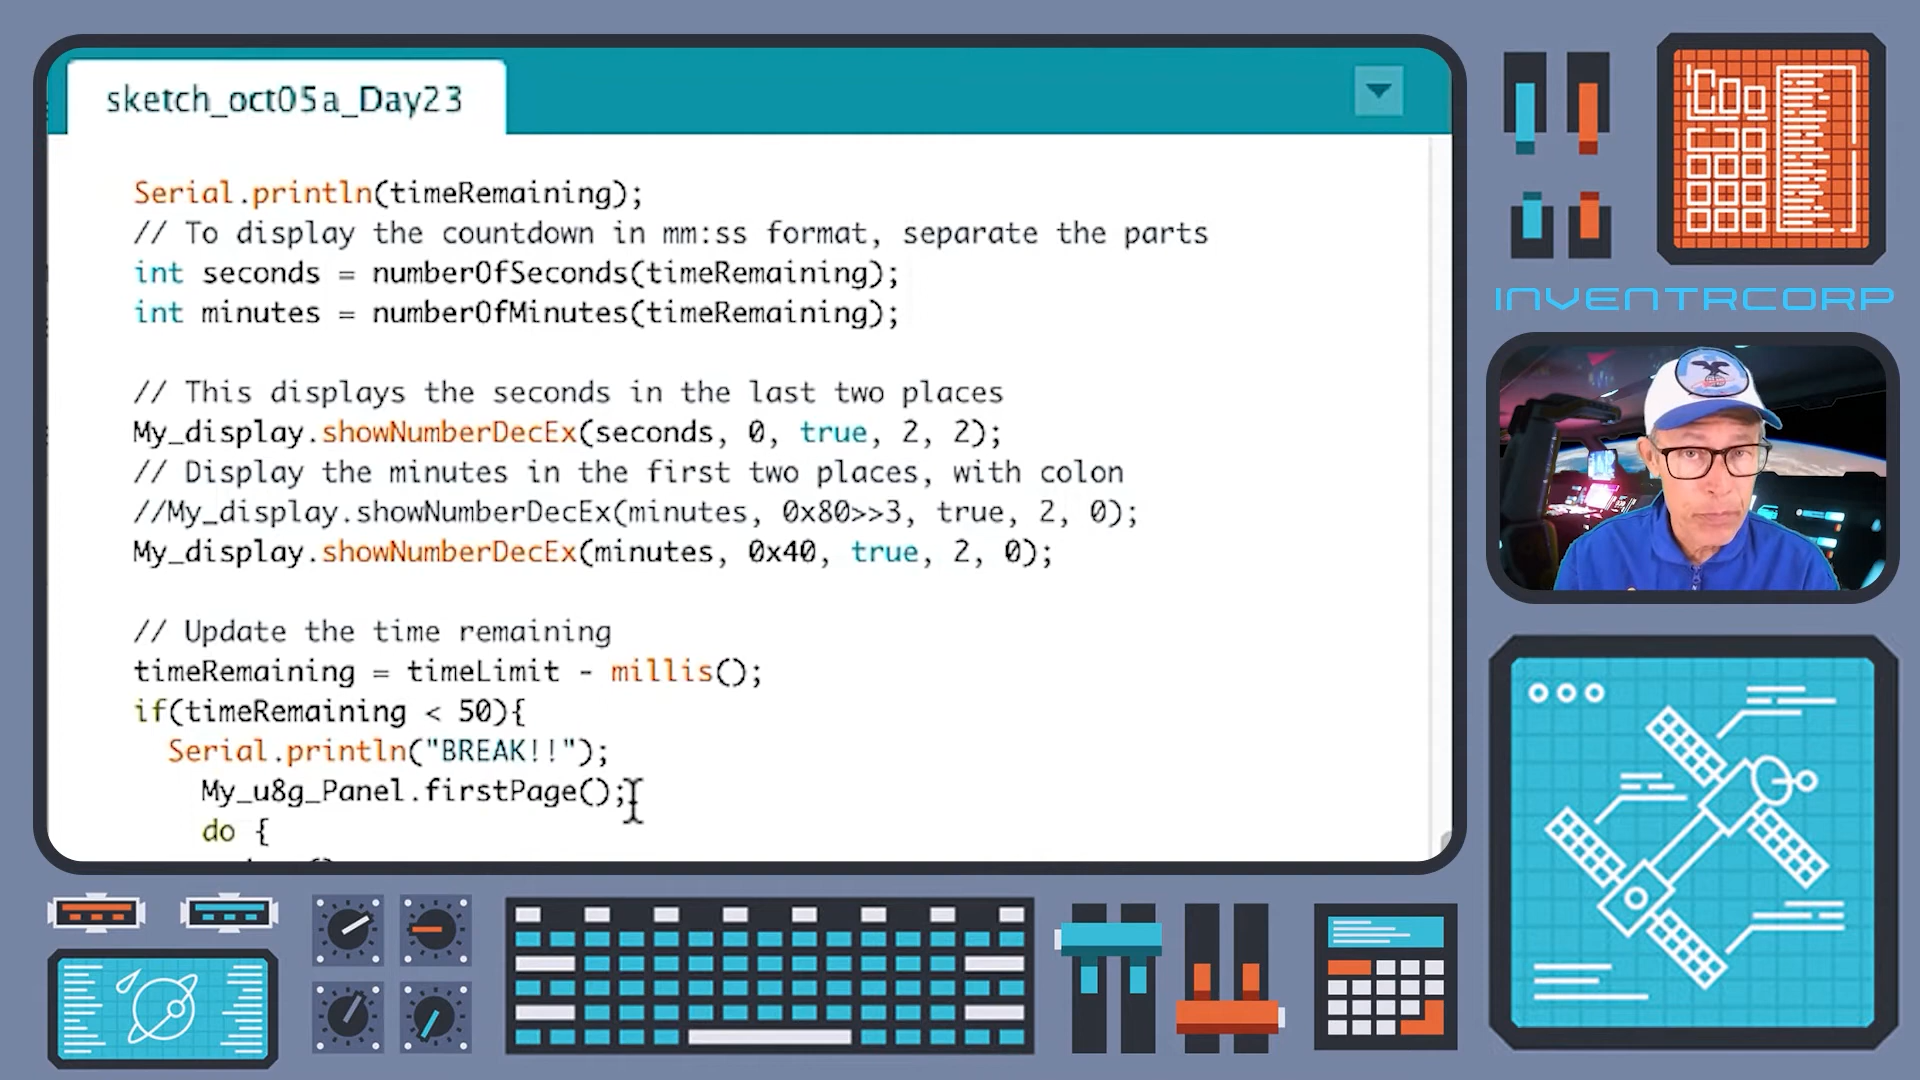 sketch_oct05a_Day23
Serial.println(timeRemaining);
// To display the countdown in mm:ss format, separate the parts
int seconds = numberOfSeconds(timeRemaining);
int minutes = numberOfMinutes(timeRemaining);
// This displays the seconds in the last two places
My_display.showNumberDecEx(seconds, 0, true, 2, 2);
// Display the minutes in the first two places, with colon
//My_display.showNumberDecEx(minutes, 0x80>>3, true, 2, 0);
My_display.showNumberDecEx(minutes, 0x40, true, 2, 0);
// Update the time remaining
timeRemaining = timeLimit - millis();
if(timeRemaining < 50){
Serial.println("BREAK!!");
My_u8g_Panel.firstPage();
do {
INVENTRCORP